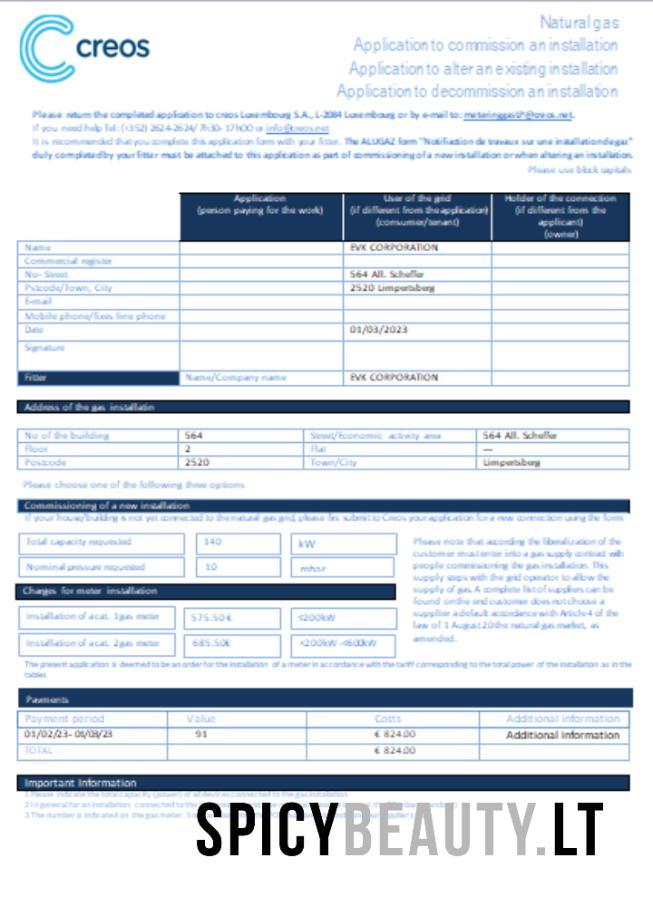 creos
Natural gas
Application to commission an installation
Application to alter an existing installation
Application to decommission an installation
Please return the completed application to creos Luxembourg S.A., L-2084 Luxembourg or by e-mail to:
If you need help Tel: (+352) 2624-2624/ 7h30- 17h00 or info@creos.net
It is recommended that you complete this application form with your fitter. The ALUGAZ form "Notifiaction de travaux sur une installation de gaz"
duly completed by your fitter must be attached to this application as part of commissioning of a new installation or when altering an installation.
Please use block capitals
Application User of the grid Holder of the connection
(person paying for the work) (if different from the application) (if different from the
(consumer/tenant) applicant)
(owner)
Name EVK CORPORATION
Commercial register
No- Street 564 All. Scheffer
Pstcode/Town, City 2520 Limpertsberg
E-mail
Mobile phone/fixes line phone
Date 01/03/2023
Signature
Fitter Name/Company name EVK CORPORATION
Address of the gas installatin
No of the building 564 Street/Economic activity area 564 All. Scheffer
Floor 2 Flat —
Postcode 2520 Town/City Limpertsberg
Please choose one of the following three options
Commissioning of a new installation
If your house/building is not yet connected to the natural gas grid, please firs submit to Creos your application for a new connection using the form
Total capacity requested 140 kW
Nominal pressure requested 10 mbar
Charges for meter installation
Installation of a cat. 1 gas meter 575.50 € ≤200kW
Installation of a cat. 2 gas meter 685.50€ <200kW -≤600kW
Please note that according the liberalization of the
customer must enter into a gas supply contract with
people commissioning the gas installation. This
supply steps with the grid operator to allow the
supply of gas. A complete list of suppliers can be
found on the end customer does not choose a
supplier a default accordance with Article 4 of the
law of 1 August 20 the natural gas market, as
amended.
The present application is deemed to be an order for the installation of a meter in accordance with the tariff corresponding to the total power of the installation as in the
tables
Payments
Payment period Value Costs Additional information
01/02/23- 01/03/23 91 € 824.00 Additional information
TOTAL € 824.00
Important Information
1 Please indicate the total capacity (power) of all devices connected to the gas installation
2 In general for an installation connected to the
3 The number is indicated on the gas meter.
SPICYBEAUTY.LT